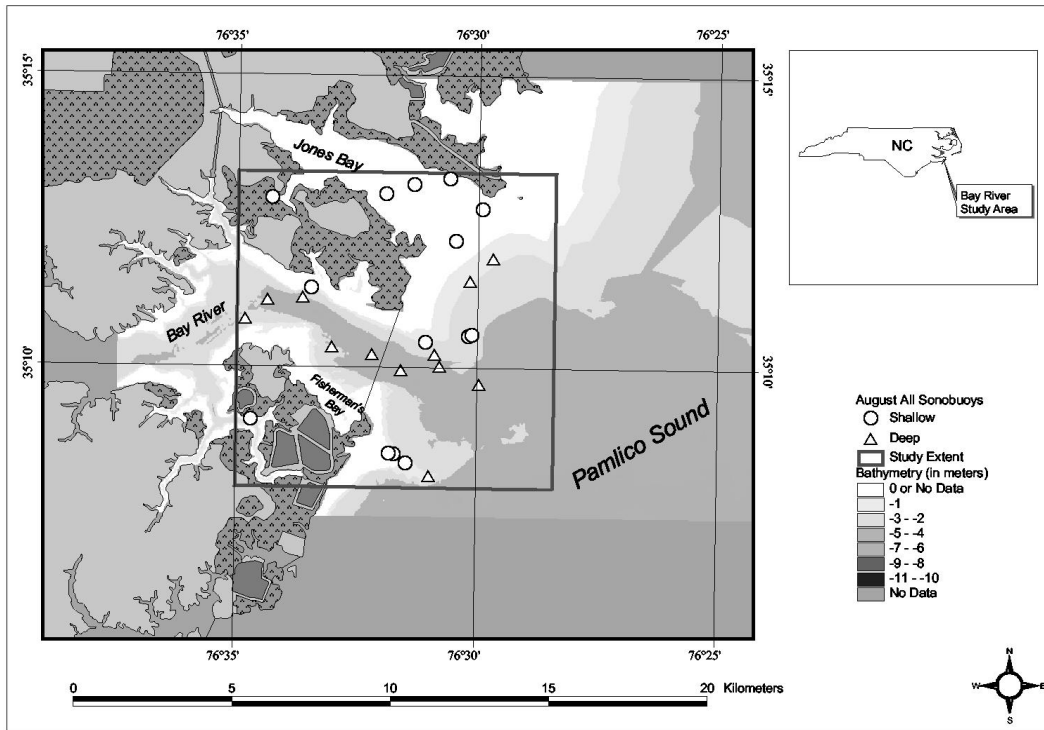 76°35'
76°30'
76°25'
35°15'
35°15'
Jones Bay
NC
Bay River
Study Area
Bay River
35°10'
35°10'
Fisherman's
Bay
Pamlico Sound
August All Sonobuoys
Shallow
Deep
Study Extent
Bathymetry (in meters)
0 or No Data
-1
-3 - -2
-5 - -4
-7 - -6
-9 - -8
-11 - -10
No Data
76°35'
76°30'
76°25'
0 5 10 15 20 Kilometers
N
W E
S